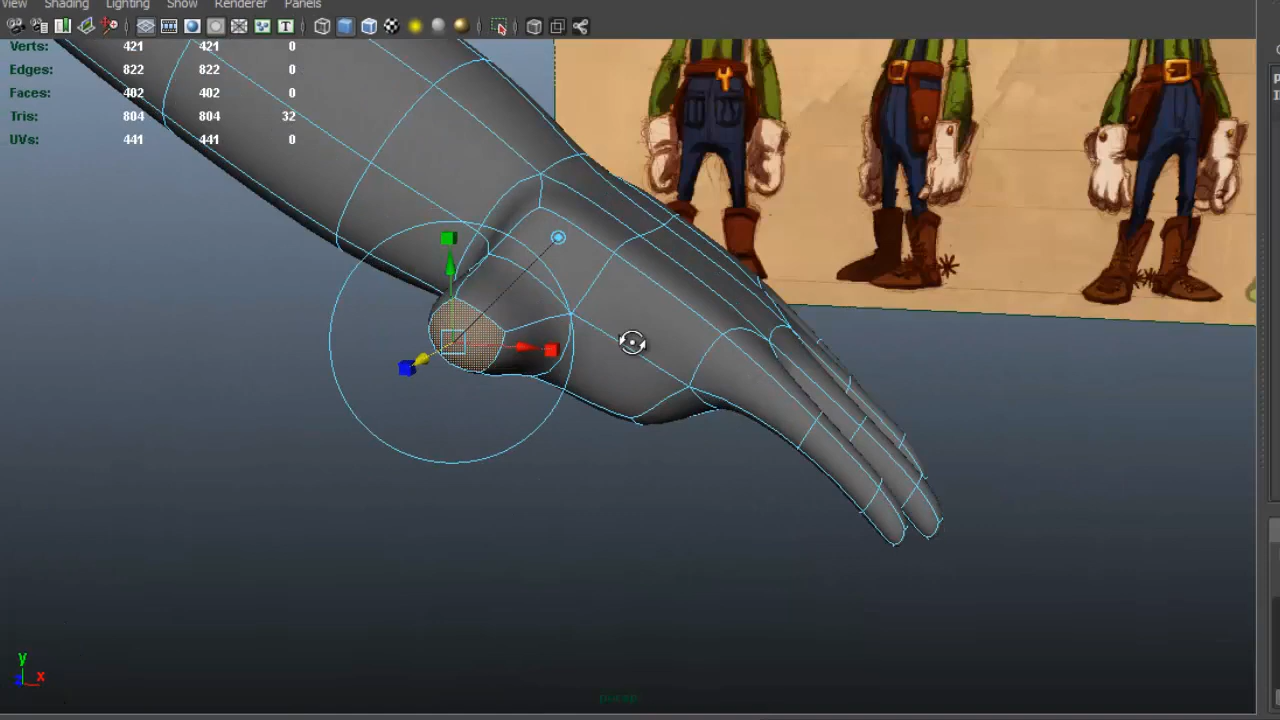 View Shading Lighting Show Renderer Panels
Verts: 421 421 0
Edges: 822 822 0
Faces: 402 402 0
Tris: 804 804 32
UVs: 441 441 0
y
x
z
persp